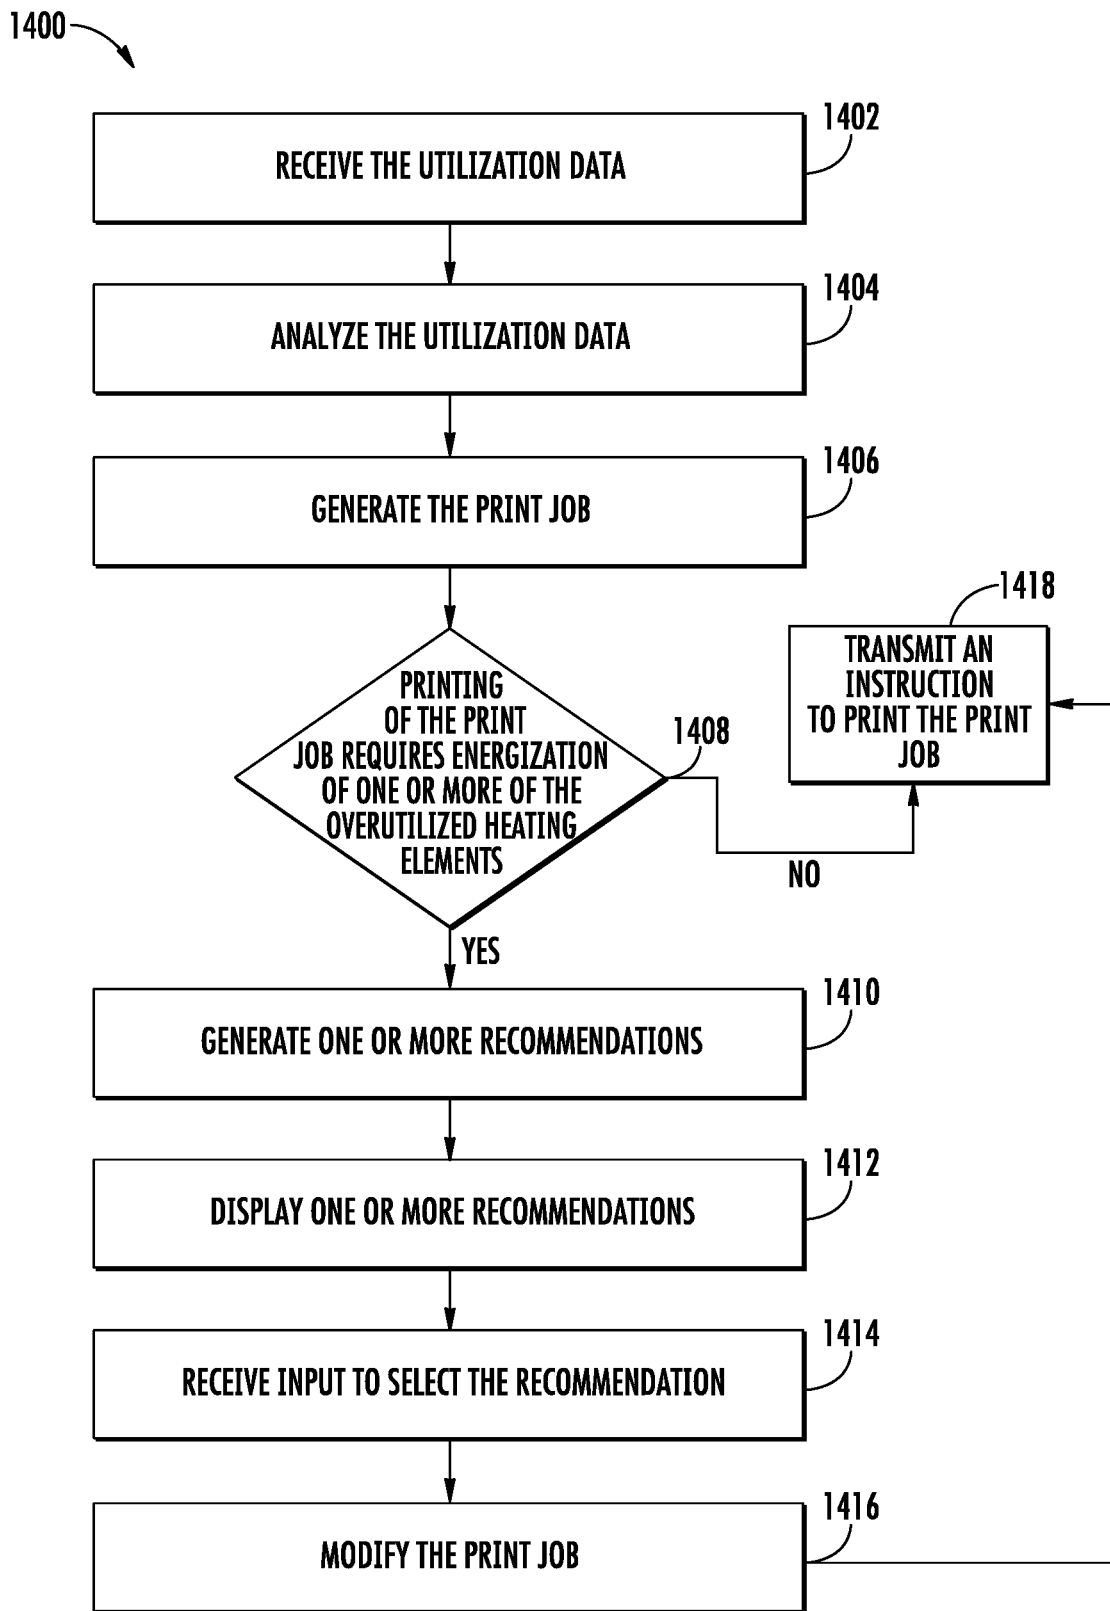 1400
1402
RECEIVE THE UTILIZATION DATA
1404
ANALYZE THE UTILIZATION DATA
1406
GENERATE THE PRINT JOB
1418
TRANSMIT AN
INSTRUCTION
TO PRINT THE PRINT
JOB
1408
PRINTING
OF THE PRINT
JOB REQUIRES ENERGIZATION
OF ONE OR MORE OF THE
OVERUTILIZED HEATING
ELEMENTS
NO
YES
1410
GENERATE ONE OR MORE RECOMMENDATIONS
1412
DISPLAY ONE OR MORE RECOMMENDATIONS
1414
RECEIVE INPUT TO SELECT THE RECOMMENDATION
1416
MODIFY THE PRINT JOB